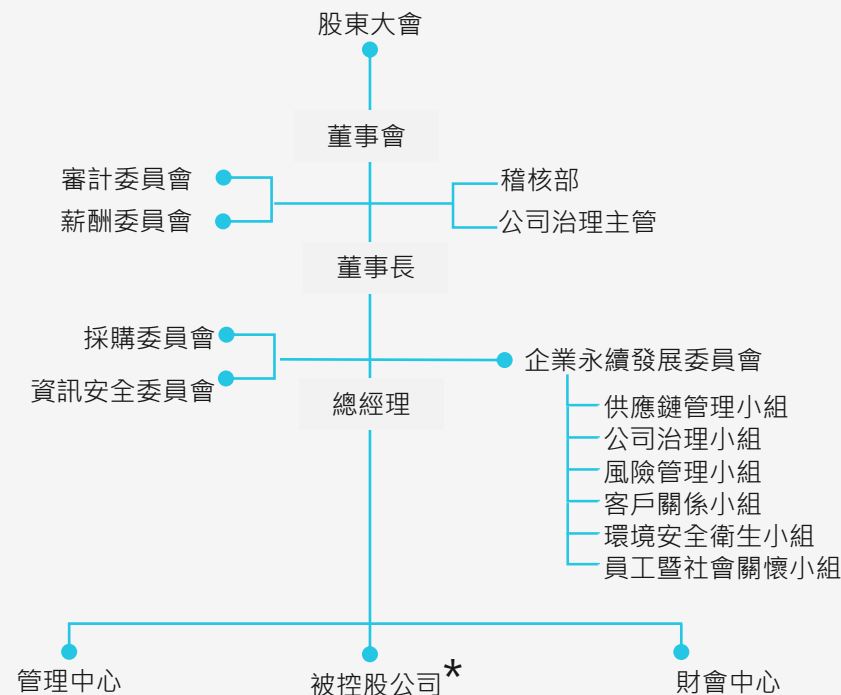 股東大會
董事會
審計委員會
稽核部
薪酬委員會
公司治理主管
董事長
採購委員會
企業永續發展委員會
資訊安全委員會
總經理
供應鏈管理小組
公司治理小組
風險管理小組
客戶關係小組
環境安全衛生小組
員工暨社會關懷小組
管理中心
被控股公司*
財會中心